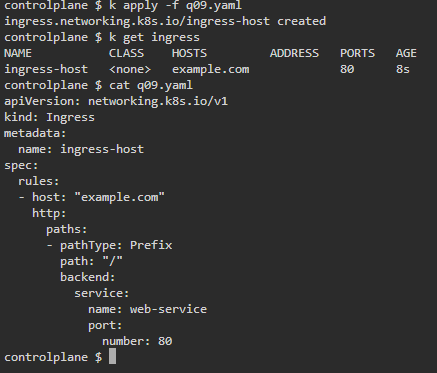 controlplane $ k apply -f q09.yaml
ingress.networking.k8s.io/ingress-host created
controlplane $ k get ingress
NAME           CLASS    HOSTS         ADDRESS   PORTS   AGE
ingress-host   <none>   example.com             80      8s
controlplane $ cat q09.yaml
apiVersion: networking.k8s.io/v1
kind: Ingress
metadata:
  name: ingress-host
spec:
  rules:
  - host: "example.com"
    http:
      paths:
      - pathType: Prefix
        path: "/"
        backend:
          service:
            name: web-service
            port:
              number: 80
controlplane $